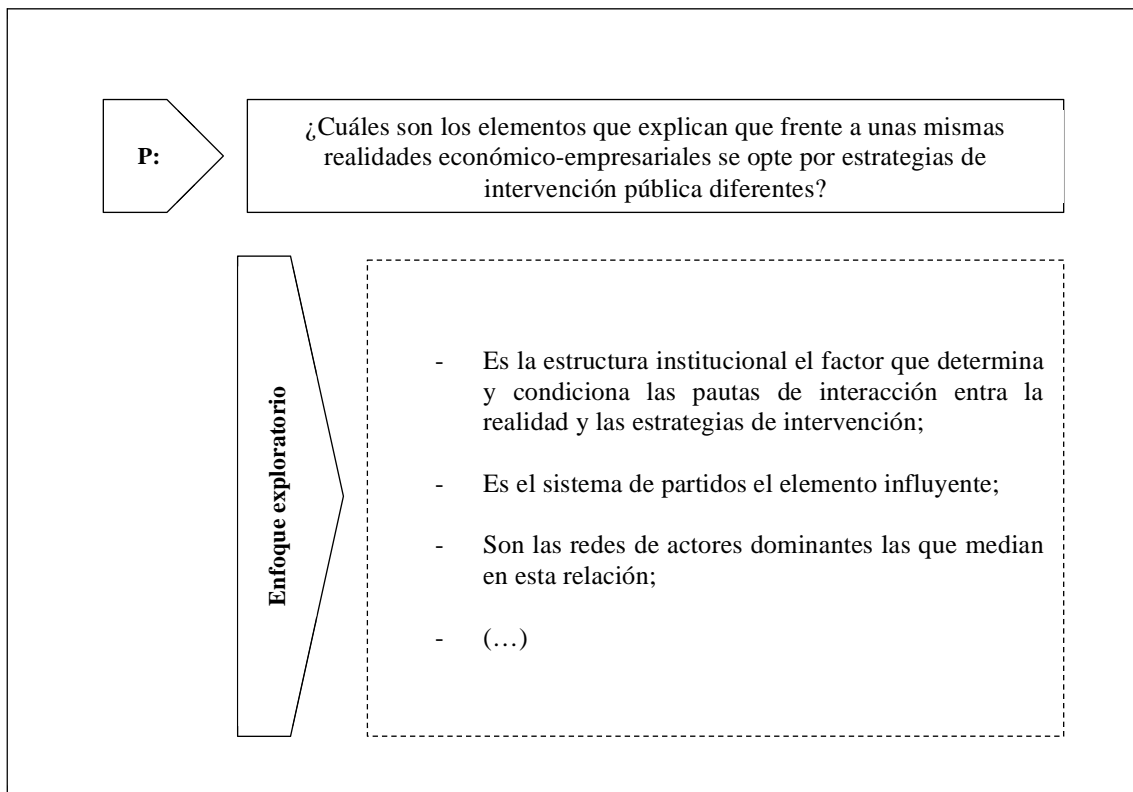 P:
¿Cuáles son los elementos que explican que frente a unas mismas
realidades económico-empresariales se opte por estrategias de
intervención pública diferentes?
Enfoque exploratorio
- Es la estructura institucional el factor que determina
y condiciona las pautas de interacción entra la
realidad y las estrategias de intervención;
- Es el sistema de partidos el elemento influyente;
- Son las redes de actores dominantes las que median
en esta relación;
- (…)